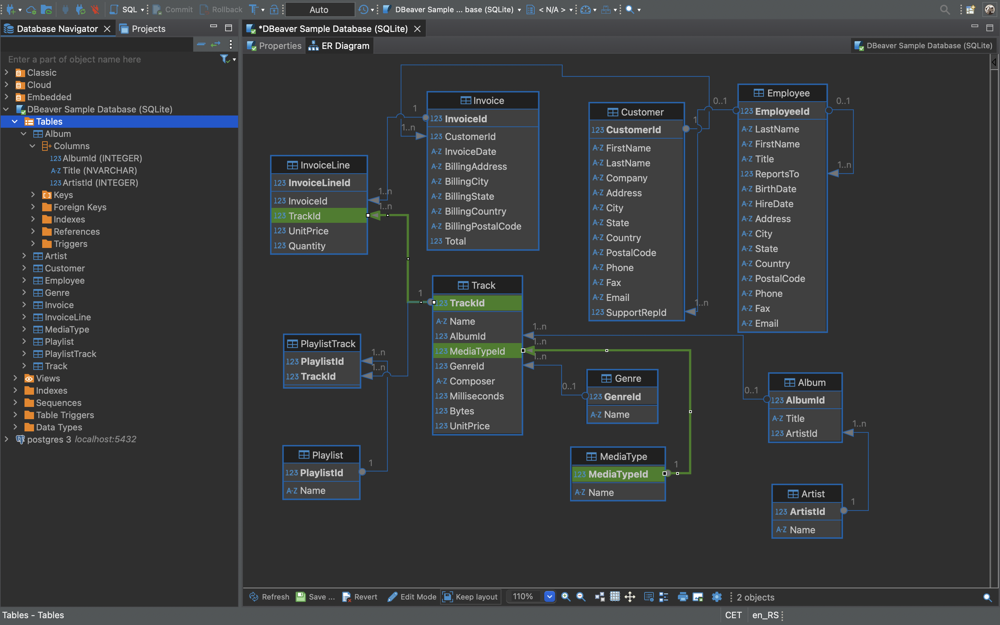 SQL
Commit
Rollback
Auto
DBeaver Sample ... base (SQLite)
< N/A >
Database Navigator
Projects
*DBeaver Sample Database (SQLite)
Enter a part of object name here
Classic
Cloud
Embedded
DBeaver Sample Database (SQLite)
Tables
Album
Columns
123 AlbumId (INTEGER)
A-Z Title (NVARCHAR)
123 ArtistId (INTEGER)
Keys
Foreign Keys
Indexes
References
Triggers
Artist
Customer
Employee
Genre
Invoice
InvoiceLine
MediaType
Playlist
PlaylistTrack
Track
Views
Indexes
Sequences
Table Triggers
Data Types
postgres 3 localhost:5432
Properties
ER Diagram
DBeaver Sample Database (SQLite)
InvoiceLine
123 InvoiceLineId
123 InvoiceId
123 TrackId
123 UnitPrice
123 Quantity
1..n
1..n
1
1..n
Invoice
123 InvoiceId
123 CustomerId
A-Z InvoiceDate
A-Z BillingAddress
A-Z BillingCity
A-Z BillingState
A-Z BillingCountry
A-Z BillingPostalCode
123 Total
Customer
123 CustomerId
A-Z FirstName
A-Z LastName
A-Z Company
A-Z Address
A-Z City
A-Z State
A-Z Country
A-Z PostalCode
A-Z Phone
A-Z Fax
A-Z Email
123 SupportRepId
1
1..n
0..1
0..1
1..n
Employee
123 EmployeeId
A-Z LastName
A-Z FirstName
A-Z Title
123 ReportsTo
A-Z BirthDate
A-Z HireDate
A-Z Address
A-Z City
A-Z State
A-Z Country
A-Z PostalCode
A-Z Phone
A-Z Fax
A-Z Email
1
Track
123 TrackId
A-Z Name
123 AlbumId
123 MediaTypeId
123 GenreId
A-Z Composer
123 Milliseconds
123 Bytes
123 UnitPrice
1..n
1..n
1..n
PlaylistTrack
123 PlaylistId
123 TrackId
1..n
1..n
Playlist
123 PlaylistId
A-Z Name
1
Genre
123 GenreId
A-Z Name
0..1
MediaType
123 MediaTypeId
A-Z Name
1
Album
123 AlbumId
A-Z Title
123 ArtistId
0..1
1..n
Artist
123 ArtistId
A-Z Name
1
Refresh
Save ...
Revert
Edit Mode
Keep layout
110%
2 objects
Tables - Tables
CET
en_RS